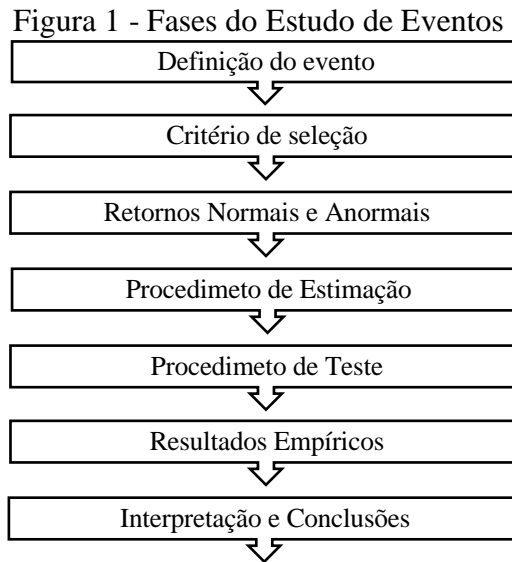 Figura 1 - Fases do Estudo de Eventos
Definição do evento
Critério de seleção
Retornos Normais e Anormais
Procedimeto de Estimação
Procedimeto de Teste
Resultados Empíricos
Interpretação e Conclusões